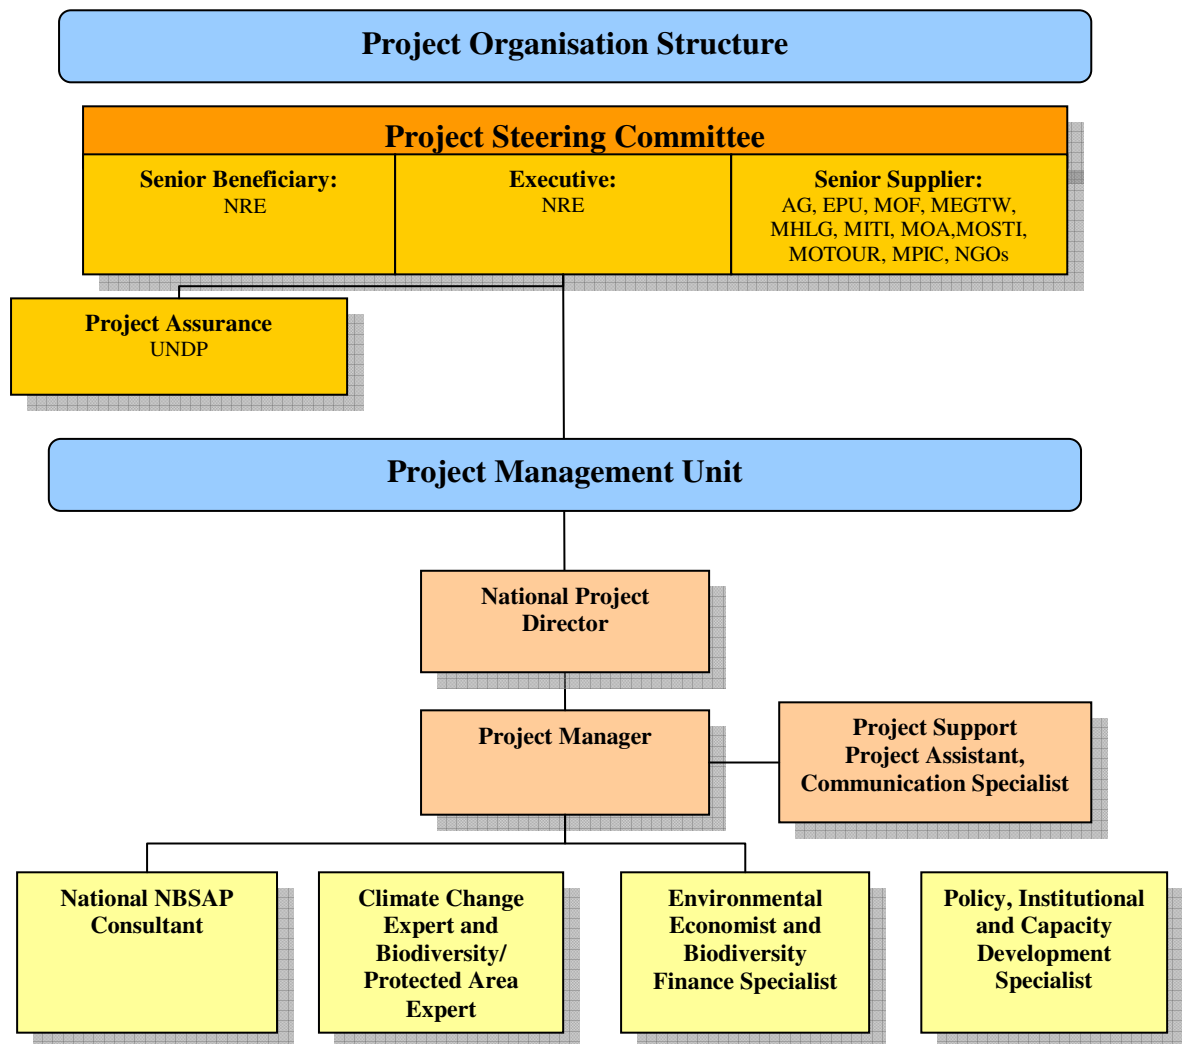 Project Organisation Structure
Project Steering Committee
Senior Beneficiary:
NRE
Executive:
NRE
Senior Supplier:
AG, EPU, MOF, MEGTW,
MHLG, MITI, MOA,MOSTI,
MOTOUR, MPIC, NGOs
Project Assurance
UNDP
Project Management Unit
National Project
Director
Project Manager
Project Support
Project Assistant,
Communication Specialist
National NBSAP
Consultant
Climate Change
Expert and
Biodiversity/
Protected Area
Expert
Environmental
Economist and
Biodiversity
Finance Specialist
Policy, Institutional
and Capacity
Development
Specialist